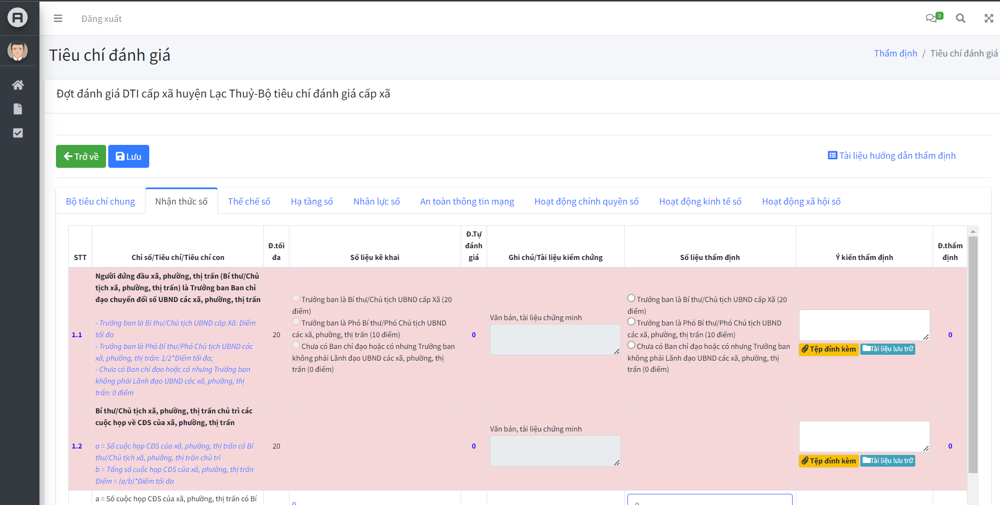 Đăng xuất
0
Tiêu chí đánh giá
Thẩm định / Tiêu chí đánh giá
Đợt đánh giá DTI cấp xã huyện Lạc Thuỷ-Bộ tiêu chí đánh giá cấp xã
Trở về
Lưu
Tài liệu hướng dẫn thẩm định
Bộ tiêu chí chung
Nhận thức số
Thể chế số
Hạ tầng số
Nhân lực số
An toàn thông tin mạng
Hoạt động chính quyền số
Hoạt động kinh tế số
Hoạt động xã hội số
STT
Chỉ số/Tiêu chí/Tiêu chí con
Đ.tối
đa
Số liệu kê khai
Đ.Tự
đánh
giá
Ghi chú/Tài liệu kiểm chứng
Số liệu thẩm định
Ý kiến thẩm định
Đ.thẩm
định
1.1
Người đứng đầu xã, phường, thị trấn (Bí thư/Chủ
tịch xã, phường, thị trấn) là Trưởng ban Ban chỉ
đạo chuyển đổi số UBND các xã, phường, thị trấn
- Trưởng ban là Bí thư/Chủ tịch UBND cấp Xã: Điểm
tối đa
- Trưởng ban là Phó Bí thư/Phó Chủ tịch UBND các
xã, phường, thị trấn: 1/2*Điểm tối đa;
- Chưa có Ban chỉ đạo hoặc có nhưng Trưởng ban
không phải Lãnh đạo UBND các xã, phường, thị
trấn: 0 điểm
20
Trưởng ban là Bí thư/Chủ tịch UBND cấp Xã (20
điểm)
Trưởng ban là Phó Bí thư/Phó Chủ tịch UBND
các xã, phường, thị trấn (10 điểm)
Chưa có Ban chỉ đạo hoặc có nhưng Trưởng ban
không phải Lãnh đạo UBND các xã, phường, thị
trấn (0 điểm)
0
Văn bản, tài liệu chứng minh
Trưởng ban là Bí thư/Chủ tịch UBND cấp Xã (20
điểm)
Trưởng ban là Phó Bí thư/Phó Chủ tịch UBND
các xã, phường, thị trấn (10 điểm)
Chưa có Ban chỉ đạo hoặc có nhưng Trưởng ban
không phải Lãnh đạo UBND các xã, phường, thị
trấn (0 điểm)
Tệp đính kèm
Tài liệu lưu trữ
0
1.2
Bí thư/Chủ tịch xã, phường, thị trấn chủ trì các
cuộc họp về CĐS của xã, phường, thị trấn
a = Số cuộc họp CĐS của xã, phường, thị trấn có Bí
thư/Chủ tịch xã, phường, thị trấn chủ trì
b = Tổng số cuộc họp CĐS của xã, phường, thị trấn
Điểm = (a/b)*Điểm tối đa
20
0
Văn bản, tài liệu chứng minh
Tệp đính kèm
Tài liệu lưu trữ
0
a = Số cuộc họp CĐS của xã, phường, thị trấn có Bí
0
0